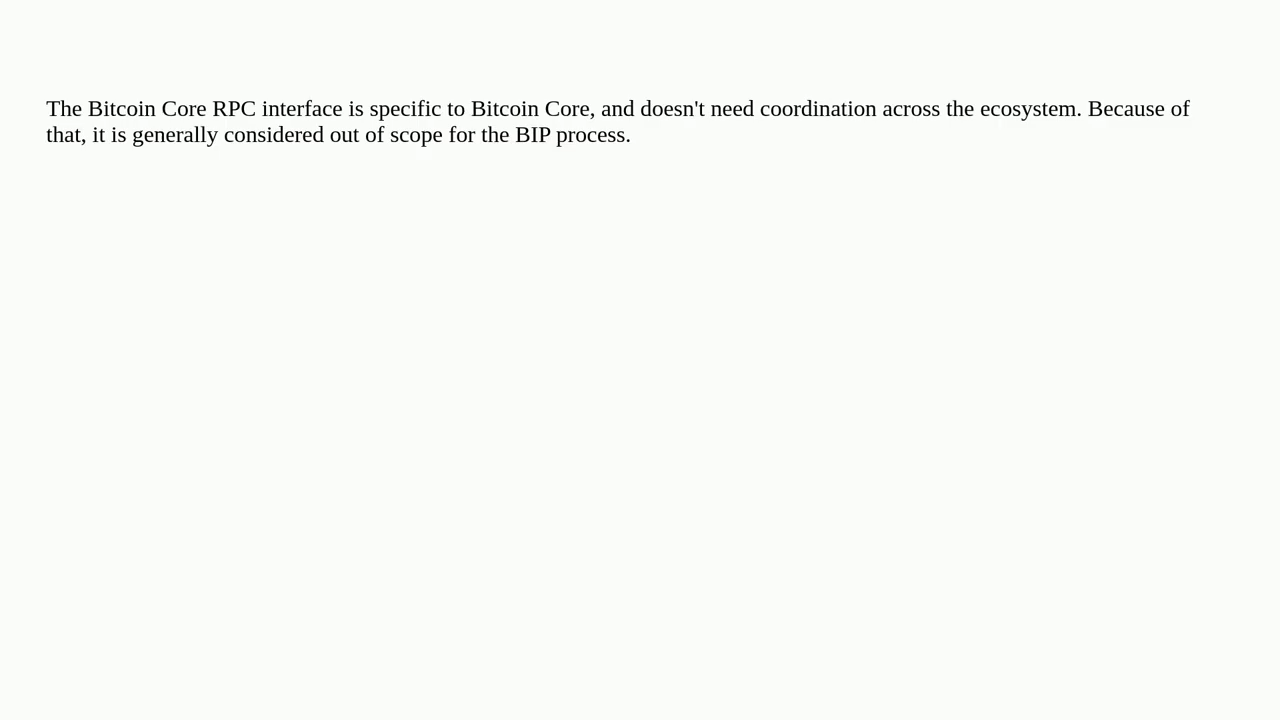 The Bitcoin Core RPC interface is specific to Bitcoin Core, and doesn't need coordination across the ecosystem. Because of
that, it is generally considered out of scope for the BIP process.